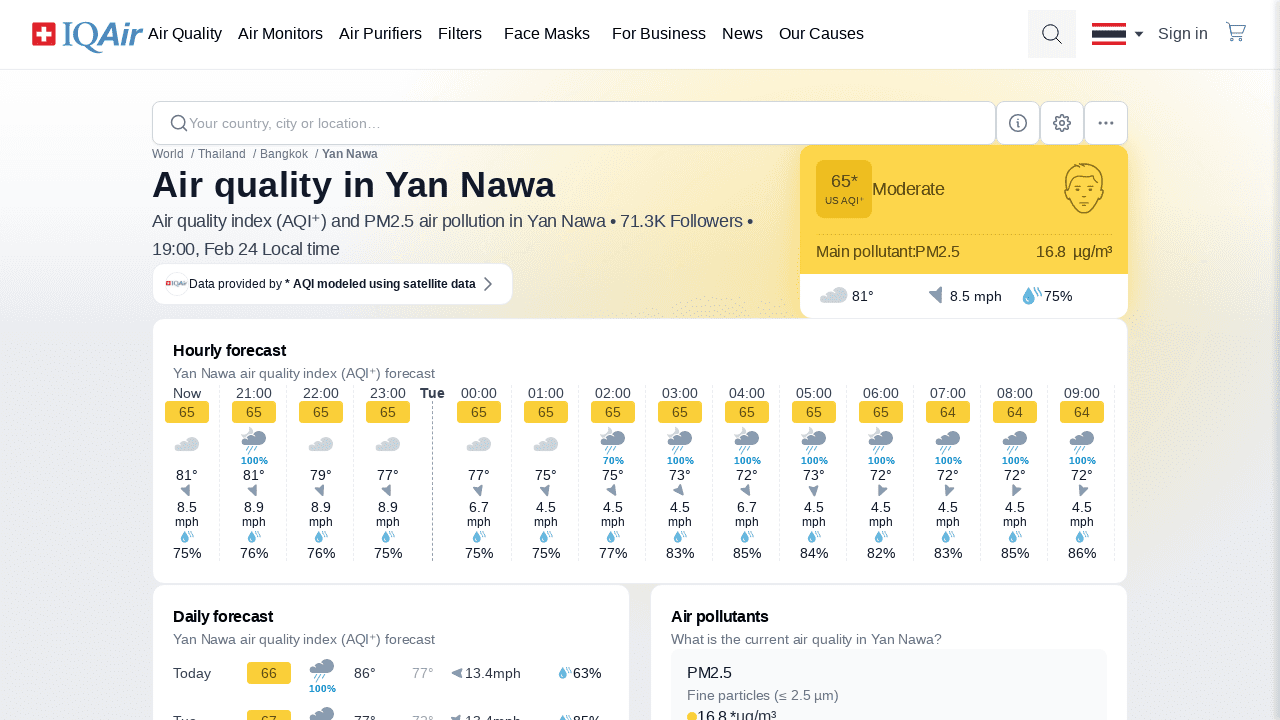 IQAir Air Quality Air Monitors Air Purifiers Filters Face Masks For Business News Our Causes Sign in
Your country, city or location...
World / Thailand / Bangkok / Yan Nawa
Air quality in Yan Nawa
Air quality index (AQI⁺) and PM2.5 air pollution in Yan Nawa • 71.3K Followers •
19:00, Feb 24 Local time
IQAir Data provided by * AQI modeled using satellite data
65*
US AQI⁺
Moderate
Main pollutant:PM2.5 16.8 µg/m³
81° 8.5 mph 75%
Hourly forecast
Yan Nawa air quality index (AQI⁺) forecast
Now 21:00 22:00 23:00 Tue 00:00 01:00 02:00 03:00 04:00 05:00 06:00 07:00 08:00 09:00
65 65 65 65 65 65 65 65 65 65 65 64 64 64
100% 70% 100% 100% 100% 100% 100% 100% 100%
81° 81° 79° 77° 77° 75° 75° 73° 72° 73° 72° 72° 72° 72°
8.5 8.9 8.9 8.9 6.7 4.5 4.5 4.5 6.7 4.5 4.5 4.5 4.5 4.5
mph mph mph mph mph mph mph mph mph mph mph mph mph mph
75% 76% 76% 75% 75% 75% 77% 83% 85% 84% 82% 83% 85% 86%
Daily forecast
Yan Nawa air quality index (AQI⁺) forecast
Today 66 86° 77° 13.4mph 63%
100%
Tue 67 77° 72° 13.4mph 85%
Air pollutants
What is the current air quality in Yan Nawa?
PM2.5
Fine particles (≤ 2.5 µm)
16.8 *µg/m³